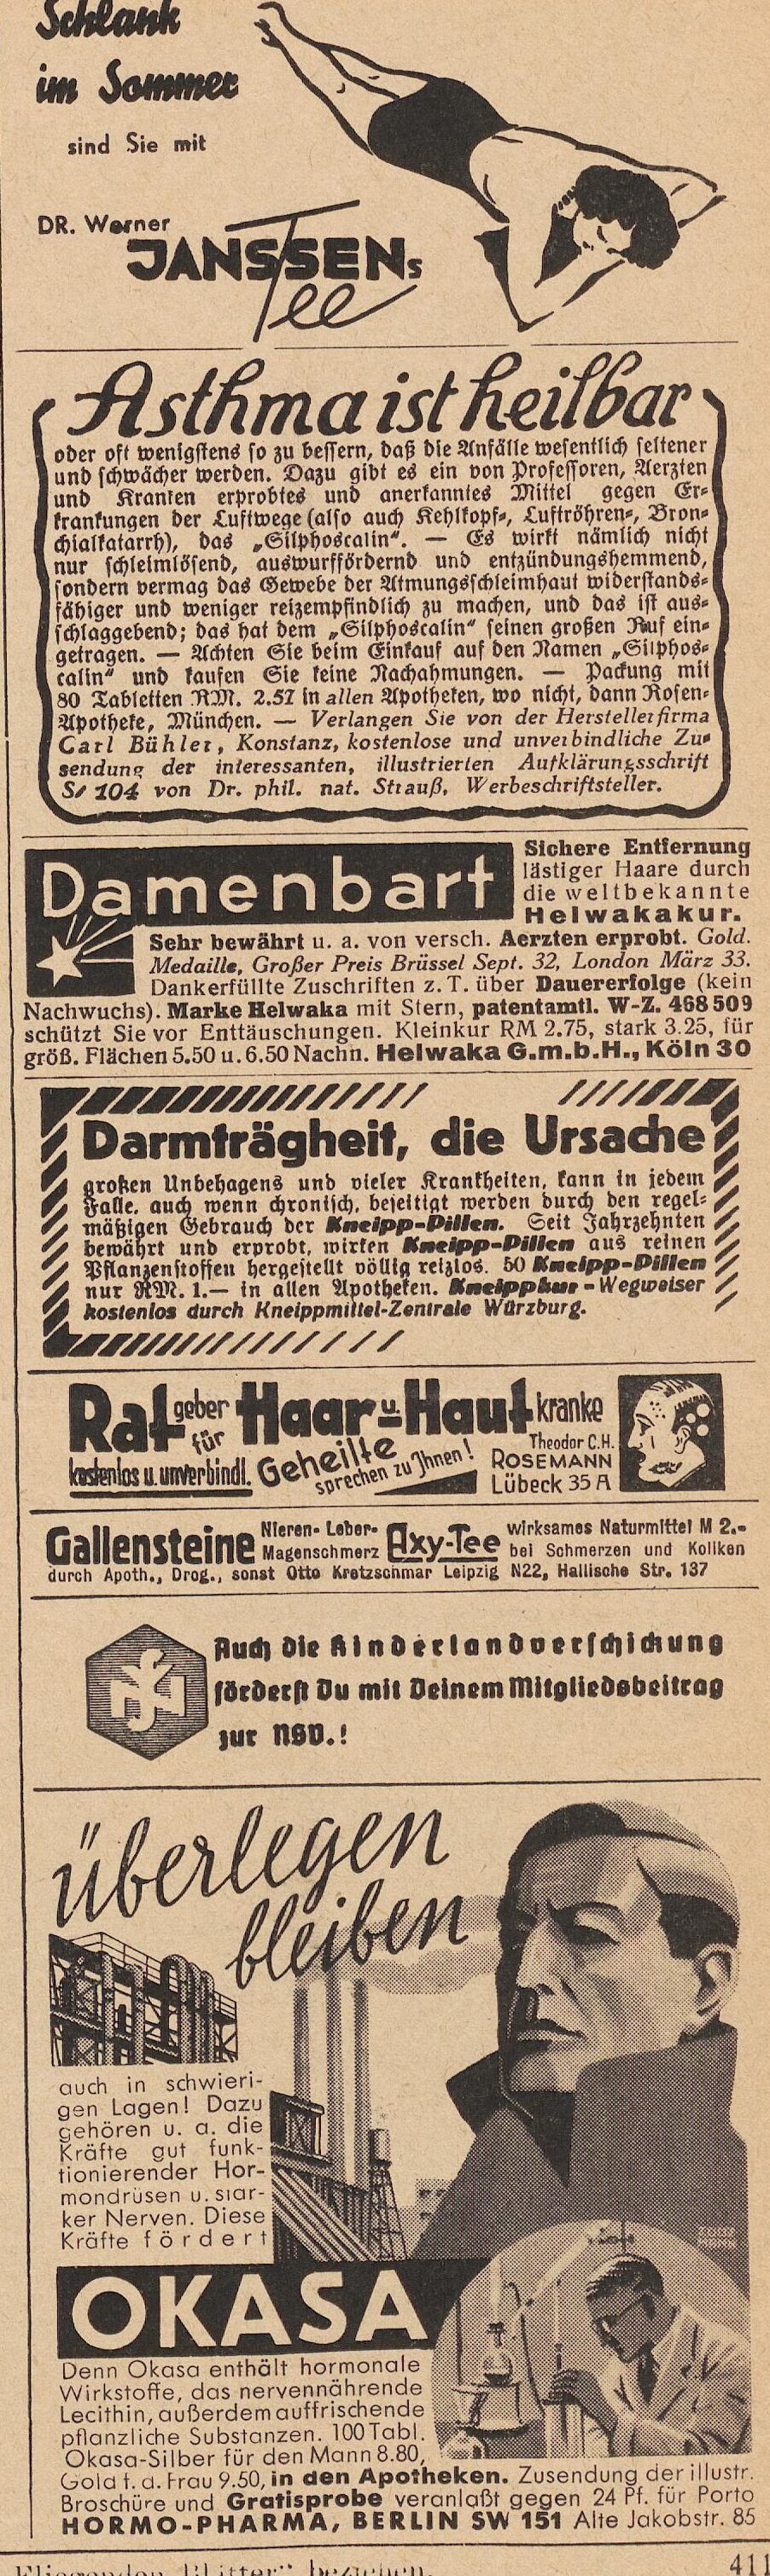 Schlank
im Sommer
sind Sie mit
DR. Werner
JANSSENs
Tee
Asthma ist heilbar
oder oft wenigstens so zu bessern, daß die Anfälle wesentlich seltener
und schwächer werden. Dazu gibt es ein von Professoren, Aerzten
und Kranken erprobtes und anerkanntes Mittel gegen Er-
krankungen der Luftwege (also auch Kehlkopf-, Luftröhren-, Bron-
chialkatarrh), das „Silphoscalin“. — Es wirkt nämlich nicht
nur schleimlösend, auswurffördernd und entzündungshemmend,
sondern vermag das Gewebe der Atmungsschleimhaut widerstands-
fähiger und weniger reizempfindlich zu machen, und das ist aus-
schlaggebend; das hat dem „Silphoscalin“ seinen großen Ruf ein-
getragen. — Achten Sie beim Einkauf auf den Namen „Silphos-
calin“ und kaufen Sie keine Nachahmungen. — Packung mit
80 Tabletten RM. 2.57 in allen Apotheken, wo nicht, dann Rosen-
Apotheke, München. — Verlangen Sie von der Herstellerfirma
Carl Bühler, Konstanz, kostenlose und unverbindliche Zu-
sendung der interessanten, illustrierten Aufklärungsschrift
S/ 104 von Dr. phil. nat. Strauß, Werbeschriftsteller.
Damenbart
Sichere Entfernung
lästiger Haare durch
die weltbekannte
Helwakakur.
Sehr bewährt u. a. von versch. Aerzten erprobt. Gold.
Medaille, Großer Preis Brüssel Sept. 32, London März 33.
Dankerfüllte Zuschriften z. T. über Dauererfolge (kein
Nachwuchs). Marke Helwaka mit Stern, patentamtl. W-Z. 468 509
schützt Sie vor Enttäuschungen. Kleinkur RM 2.75, stark 3.25, für
größ. Flächen 5.50 u. 6.50 Nachn. Helwaka G.m.b.H., Köln 30
Darmträgheit, die Ursache
großen Unbehagens und vieler Krankheiten, kann in jedem
Falle, auch wenn chronisch, beseitigt werden durch den regel-
mäßigen Gebrauch der Kneipp-Pillen. Seit Jahrzehnten
bewährt und erprobt, wirken Kneipp-Pillen aus reinen
Pflanzenstoffen hergestellt völlig reizlos. 50 Kneipp-Pillen
nur RM. 1.— in allen Apotheken. Kneippkur-Wegweiser
kostenlos durch Kneippmittel-Zentrale Würzburg.
Ratgeber für Haar- u. Hautkranke
kostenlos u. unverbindl. Geheilte sprechen zu Ihnen!
Theodor C.H.
ROSEMANN
Lübeck 35 A
Gallensteine Nieren- Leber- Magenschmerz Axy-Tee wirksames Naturmittel M 2.- bei Schmerzen und Koliken
durch Apoth., Drog., sonst Otto Kretzschmar Leipzig N22, Hallische Str. 137
Auch die Kinderlandverschickung
förderst Du mit Deinem Mitgliedsbeitrag
zur NSV.!
überlegen
bleiben
auch in schwieri-
gen Lagen! Dazu
gehören u. a. die
Kräfte gut funk-
tionierender Hor-
mondrüsen u. star-
ker Nerven. Diese
Kräfte fördert
OKASA
Denn Okasa enthält hormonale
Wirkstoffe, das nervennährende
Lecithin, außerdem auffrischende
pflanzliche Substanzen. 100 Tabl.
Okasa-Silber für den Mann 8.80,
Gold f. d. Frau 9.50, in den Apotheken. Zusendung der illustr.
Broschüre und Gratisprobe veranlaßt gegen 24 Pf. für Porto
HORMO-PHARMA, BERLIN SW 151 Alte Jakobstr. 85
411